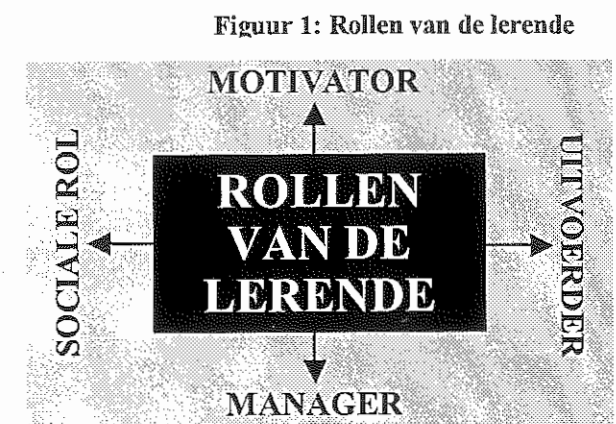 Figuur 1: Rollen van de lerende
MOTIVATOR
SOCIALE ROL
ROLLEN
VAN DE
LERENDE
UITVOERDER
MANAGER